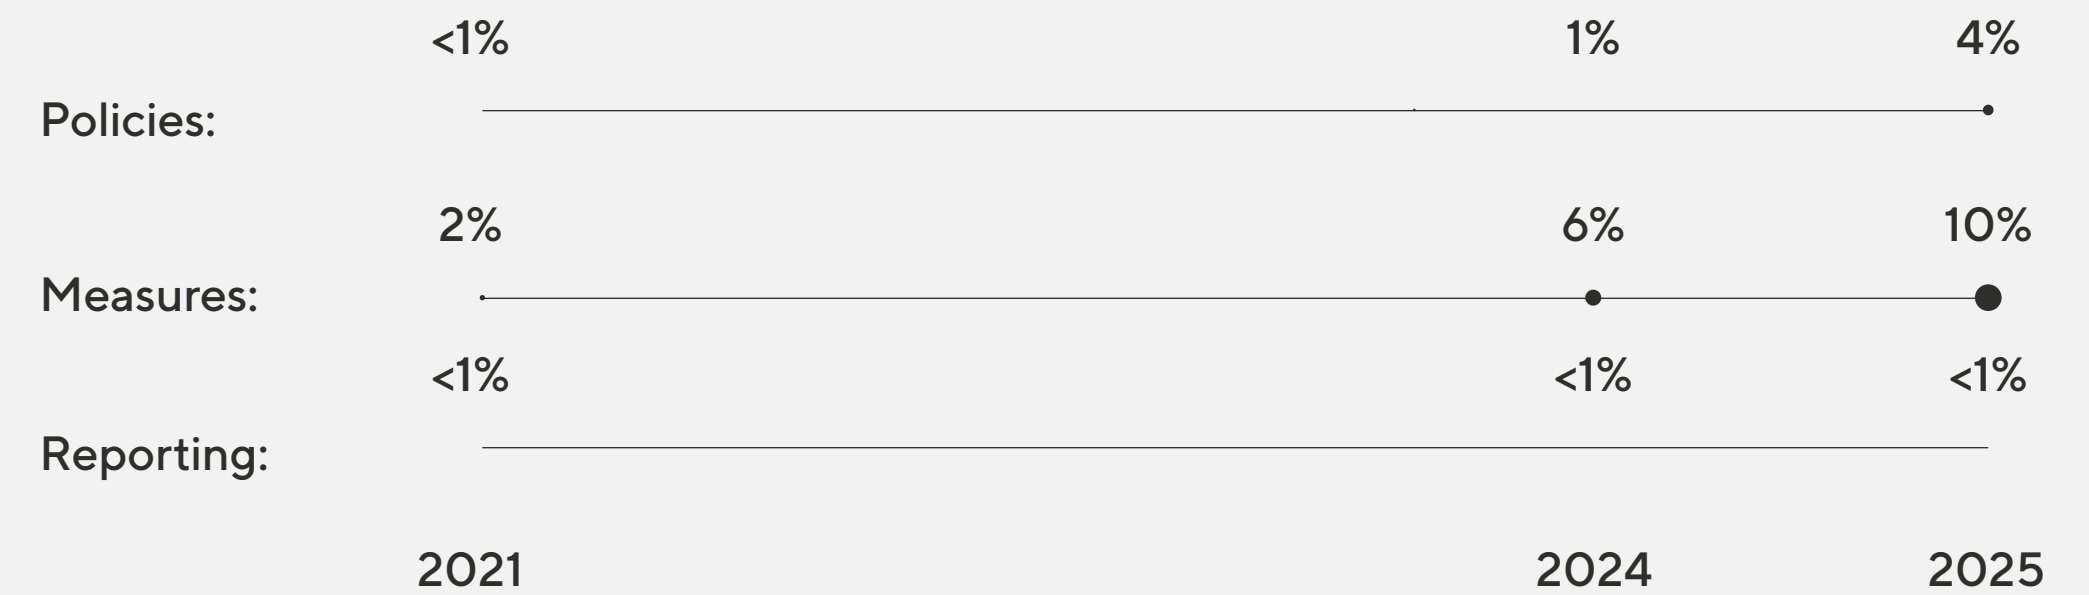 <1% 1% 4%
Policies:
2% 6% 10%
Measures:
<1% <1% <1%
Reporting:
2021 2024 2025